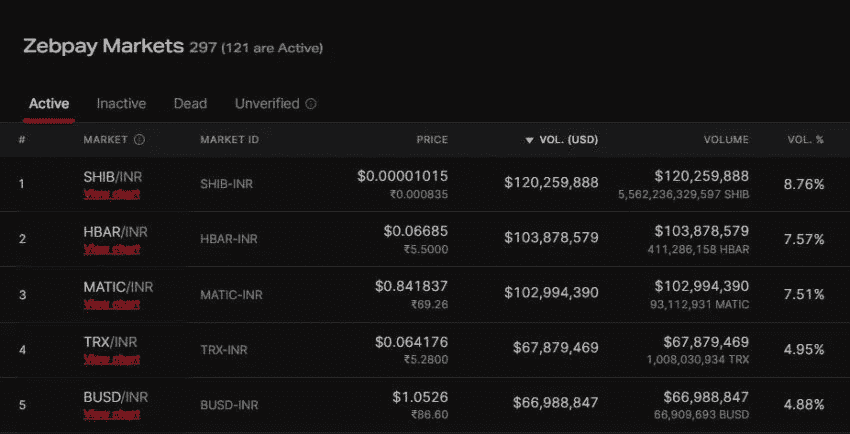 Zebpay Markets 297 (121 are Active)
Active Inactive Dead Unverified
# MARKET MARKET ID PRICE ▼ VOL. (USD) VOLUME VOL. %
1 SHIB/INR SHIB-INR $0.00001015 $120,259,888 $120,259,888 8.76%
View chart ₹0.000835 5,562,236,329,597 SHIB
2 HBAR/INR HBAR-INR $0.06685 $103,878,579 $103,878,579 7.57%
View chart ₹5.5000 411,286,158 HBAR
3 MATIC/INR MATIC-INR $0.841837 $102,994,390 $102,994,390 7.51%
View chart ₹69.26 93,112,931 MATIC
4 TRX/INR TRX-INR $0.064176 $67,879,469 $67,879,469 4.95%
View chart ₹5.2800 1,008,030,934 TRX
5 BUSD/INR BUSD-INR $1.0526 $66,988,847 $66,988,847 4.88%
View chart ₹86.60 66,909,693 BUSD